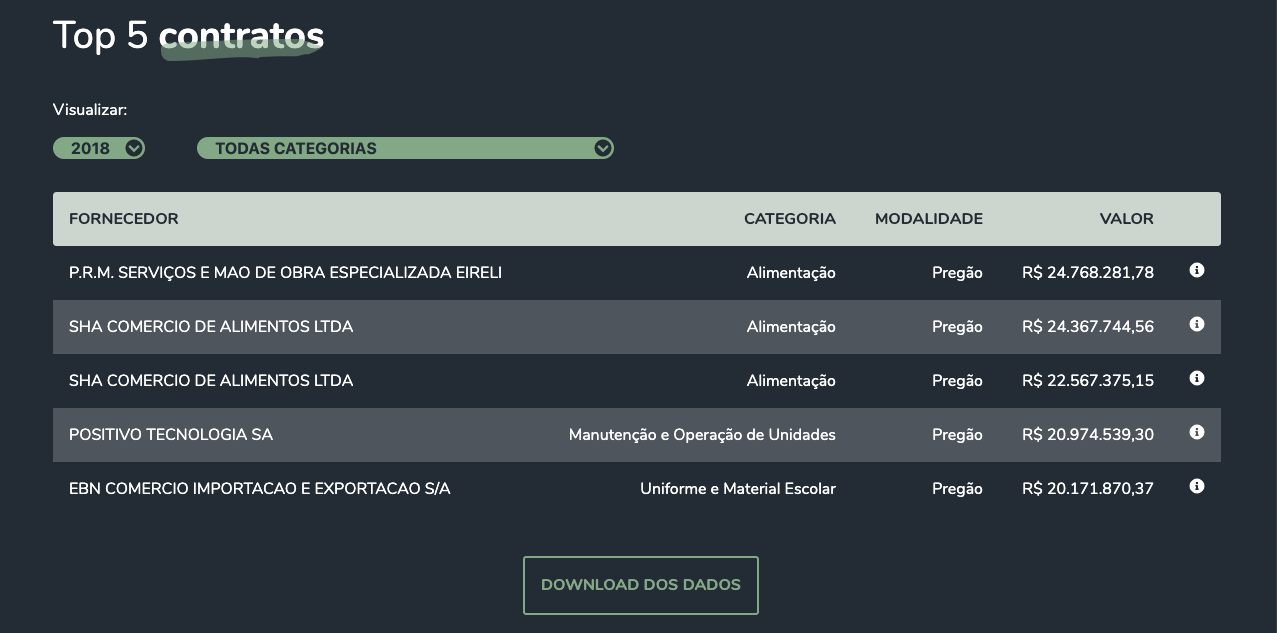 Top 5 contratos
Visualizar:
2018 TODAS CATEGORIAS
FORNECEDOR CATEGORIA MODALIDADE VALOR
P.R.M. SERVIÇOS E MAO DE OBRA ESPECIALIZADA EIRELI Alimentação Pregão R$ 24.768.281,78
SHA COMERCIO DE ALIMENTOS LTDA Alimentação Pregão R$ 24.367.744,56
SHA COMERCIO DE ALIMENTOS LTDA Alimentação Pregão R$ 22.567.375,15
POSITIVO TECNOLOGIA SA Manutenção e Operação de Unidades Pregão R$ 20.974.539,30
EBN COMERCIO IMPORTACAO E EXPORTACAO S/A Uniforme e Material Escolar Pregão R$ 20.171.870,37
DOWNLOAD DOS DADOS